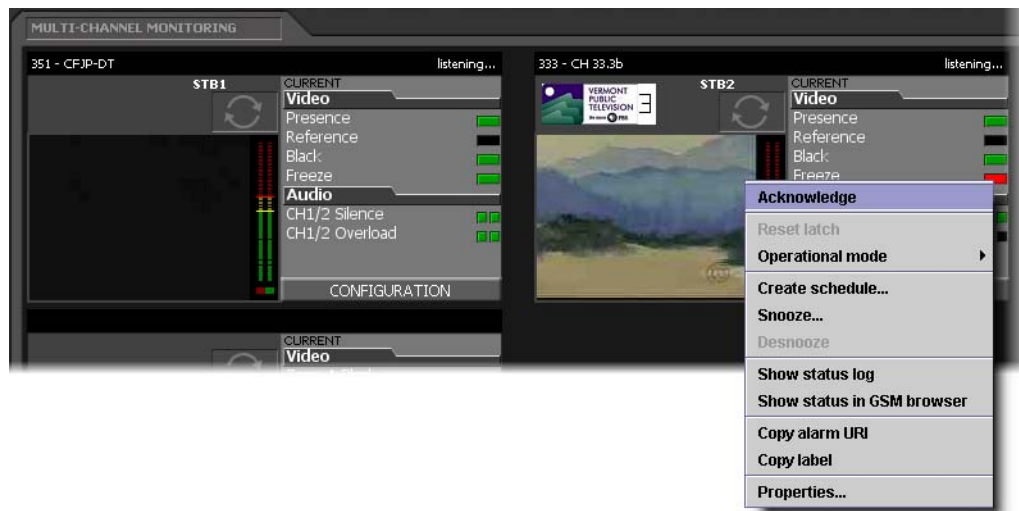 MULTI-CHANNEL MONITORING
351 - CFJP-DT listening...
STB1
CURRENT
Video
Presence
Reference
Black
Freeze
Audio
CH1/2 Silence
CH1/2 Overload
CONFIGURATION
333 - CH 33.3b listening...
VERMONT
PUBLIC
TELEVISION
PBS
3
STB2
CURRENT
Video
Presence
Reference
Black
Freeze
Acknowledge
Reset latch
Operational mode
Create schedule...
Snooze...
Desnooze
Show status log
Show status in GSM browser
Copy alarm URI
Copy label
Properties...
CURRENT
Video